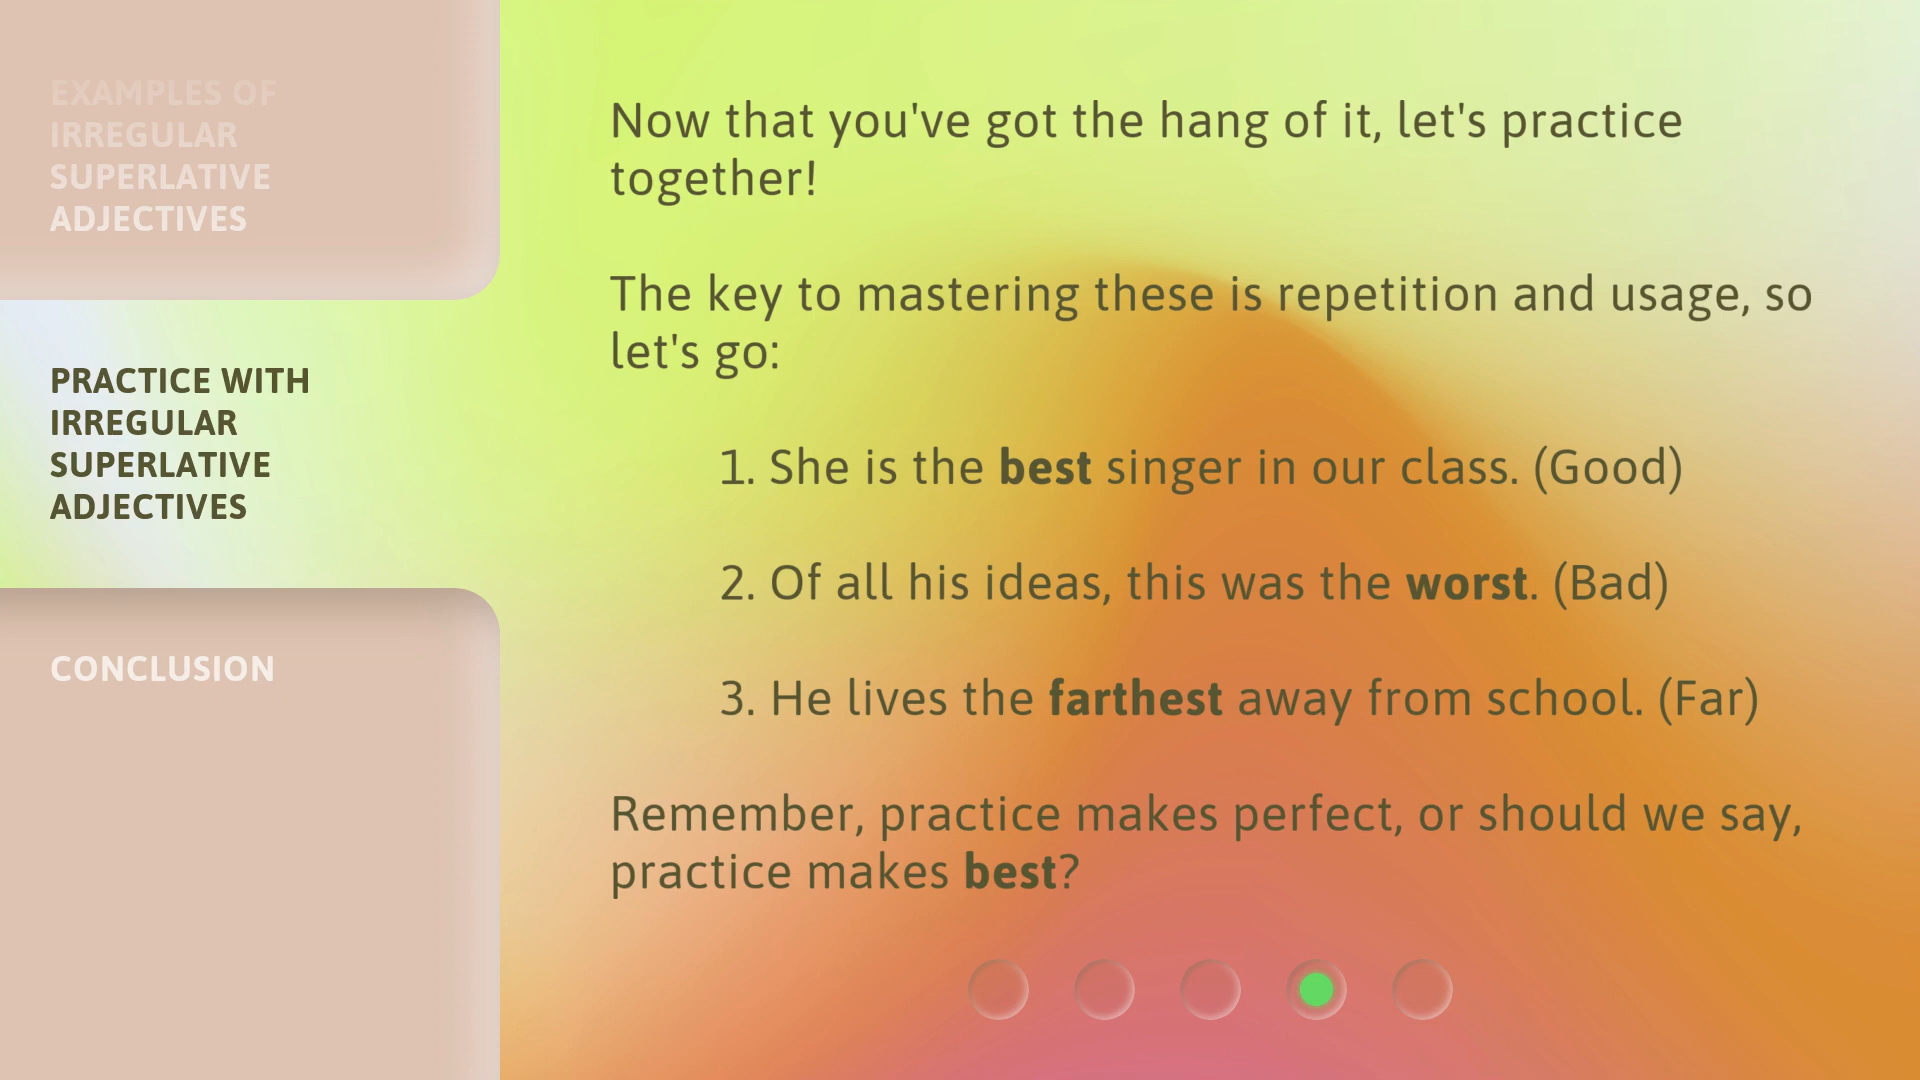 EXAMPLES OF
IRREGULAR
SUPERLATIVE
ADJECTIVES
PRACTICE WITH
IRREGULAR
SUPERLATIVE
ADJECTIVES
CONCLUSION
Now that you've got the hang of it, let's practice
together!
The key to mastering these is repetition and usage, so
let's go:
1. She is the best singer in our class. (Good)
2. Of all his ideas, this was the worst. (Bad)
3. He lives the farthest away from school. (Far)
Remember, practice makes perfect, or should we say,
practice makes best?